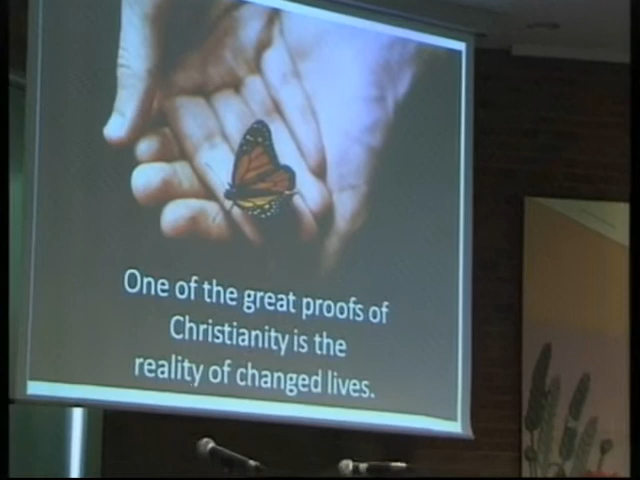 One of the great proofs of
Christianity is the
reality of changed lives.